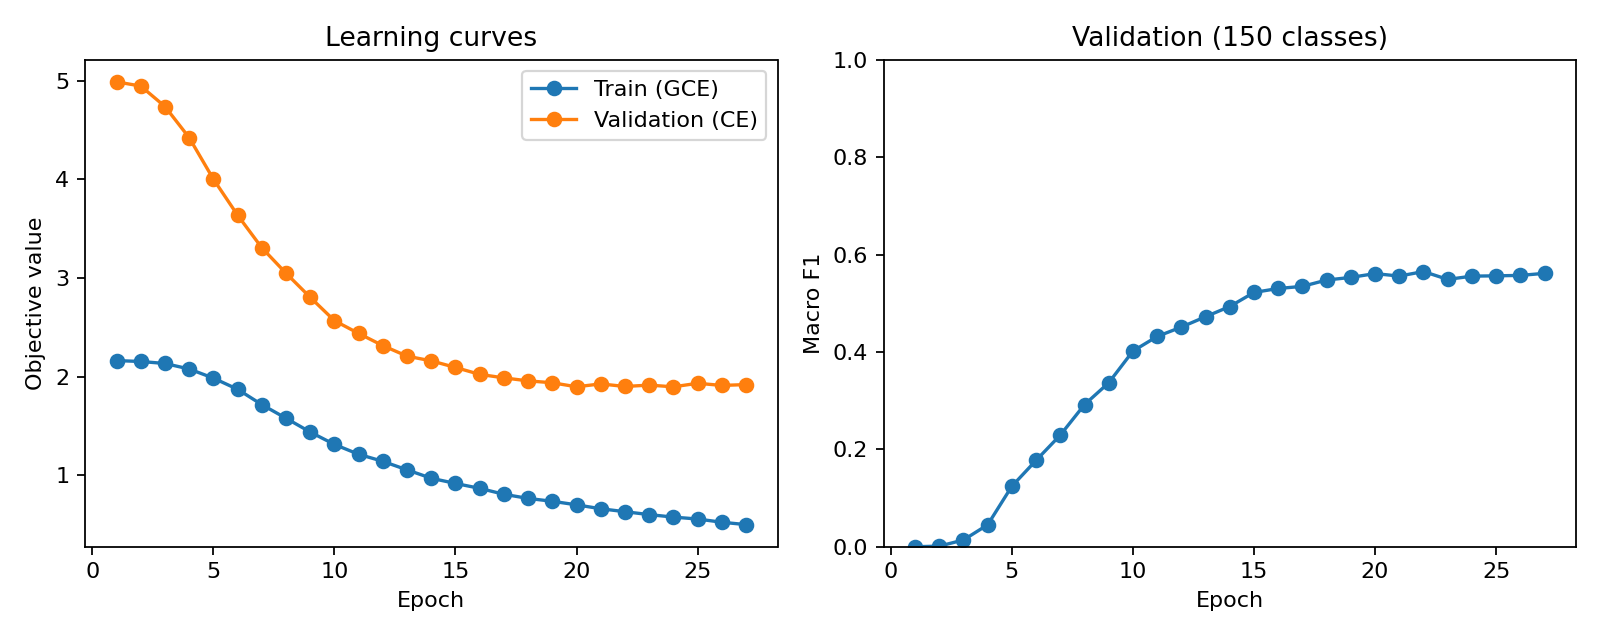 Learning curves
Objective value
5
4
3
2
1
Train (GCE)
Validation (CE)
0 5 10 15 20 25
Epoch
Validation (150 classes)
Macro F1
1.0
0.8
0.6
0.4
0.2
0.0
0 5 10 15 20 25
Epoch